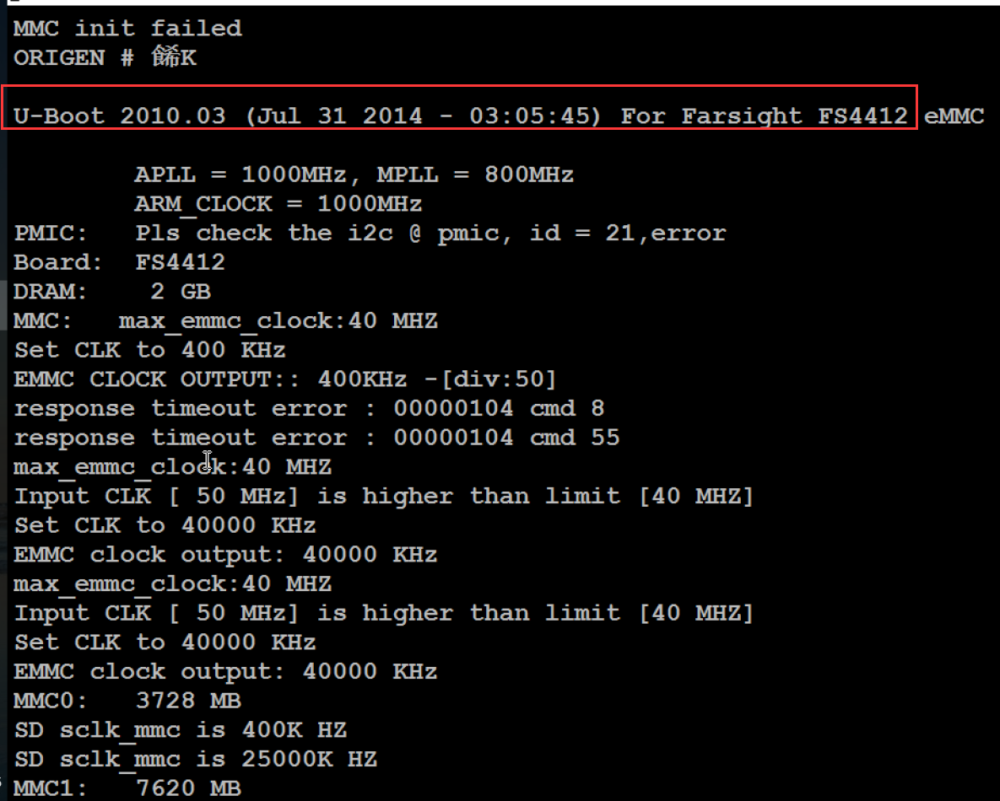 MMC init failed
ORIGEN # 餙K
U-Boot 2010.03 (Jul 31 2014 - 03:05:45) For Farsight FS4412 eMMC
APLL = 1000MHz, MPLL = 800MHz
ARM_CLOCK = 1000MHz
PMIC: Pls check the i2c @ pmic, id = 21,error
Board: FS4412
DRAM: 2 GB
MMC: max_emmc_clock:40 MHZ
Set CLK to 400 KHz
EMMC CLOCK OUTPUT:: 400KHz -[div:50]
response timeout error : 00000104 cmd 8
response timeout error : 00000104 cmd 55
max_emmc_clock:40 MHZ
Input CLK [ 50 MHz] is higher than limit [40 MHZ]
Set CLK to 40000 KHz
EMMC clock output: 40000 KHz
max_emmc_clock:40 MHZ
Input CLK [ 50 MHz] is higher than limit [40 MHZ]
Set CLK to 40000 KHz
EMMC clock output: 40000 KHz
MMC0: 3728 MB
SD sclk_mmc is 400K HZ
SD sclk_mmc is 25000K HZ
MMC1: 7620 MB